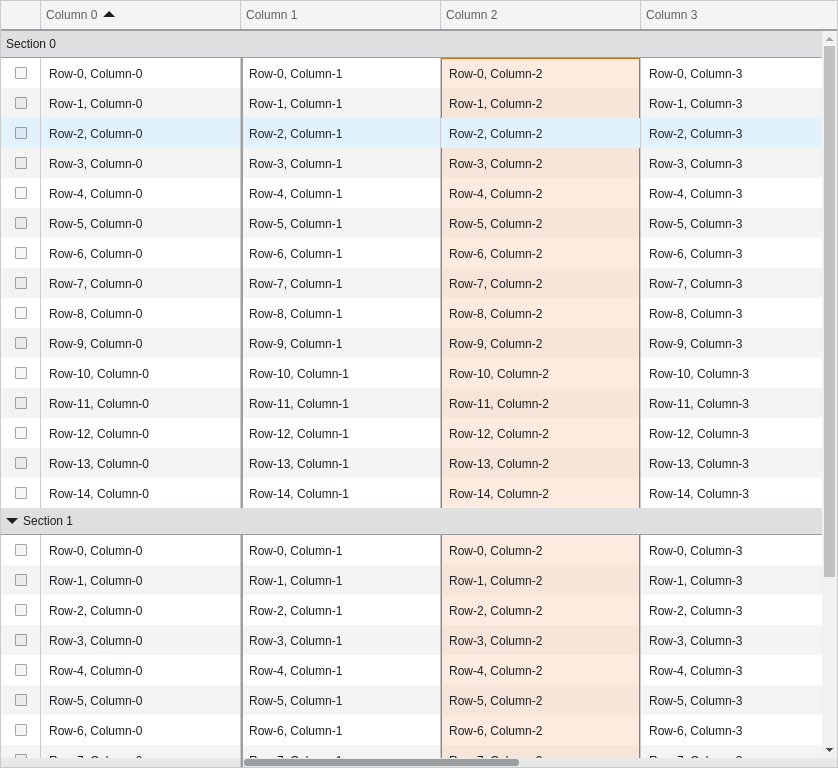 Column 0 Column 1 Column 2 Column 3
Section 0
Row-0, Column-0 Row-0, Column-1 Row-0, Column-2 Row-0, Column-3
Row-1, Column-0 Row-1, Column-1 Row-1, Column-2 Row-1, Column-3
Row-2, Column-0 Row-2, Column-1 Row-2, Column-2 Row-2, Column-3
Row-3, Column-0 Row-3, Column-1 Row-3, Column-2 Row-3, Column-3
Row-4, Column-0 Row-4, Column-1 Row-4, Column-2 Row-4, Column-3
Row-5, Column-0 Row-5, Column-1 Row-5, Column-2 Row-5, Column-3
Row-6, Column-0 Row-6, Column-1 Row-6, Column-2 Row-6, Column-3
Row-7, Column-0 Row-7, Column-1 Row-7, Column-2 Row-7, Column-3
Row-8, Column-0 Row-8, Column-1 Row-8, Column-2 Row-8, Column-3
Row-9, Column-0 Row-9, Column-1 Row-9, Column-2 Row-9, Column-3
Row-10, Column-0 Row-10, Column-1 Row-10, Column-2 Row-10, Column-3
Row-11, Column-0 Row-11, Column-1 Row-11, Column-2 Row-11, Column-3
Row-12, Column-0 Row-12, Column-1 Row-12, Column-2 Row-12, Column-3
Row-13, Column-0 Row-13, Column-1 Row-13, Column-2 Row-13, Column-3
Row-14, Column-0 Row-14, Column-1 Row-14, Column-2 Row-14, Column-3
Section 1
Row-0, Column-0 Row-0, Column-1 Row-0, Column-2 Row-0, Column-3
Row-1, Column-0 Row-1, Column-1 Row-1, Column-2 Row-1, Column-3
Row-2, Column-0 Row-2, Column-1 Row-2, Column-2 Row-2, Column-3
Row-3, Column-0 Row-3, Column-1 Row-3, Column-2 Row-3, Column-3
Row-4, Column-0 Row-4, Column-1 Row-4, Column-2 Row-4, Column-3
Row-5, Column-0 Row-5, Column-1 Row-5, Column-2 Row-5, Column-3
Row-6, Column-0 Row-6, Column-1 Row-6, Column-2 Row-6, Column-3